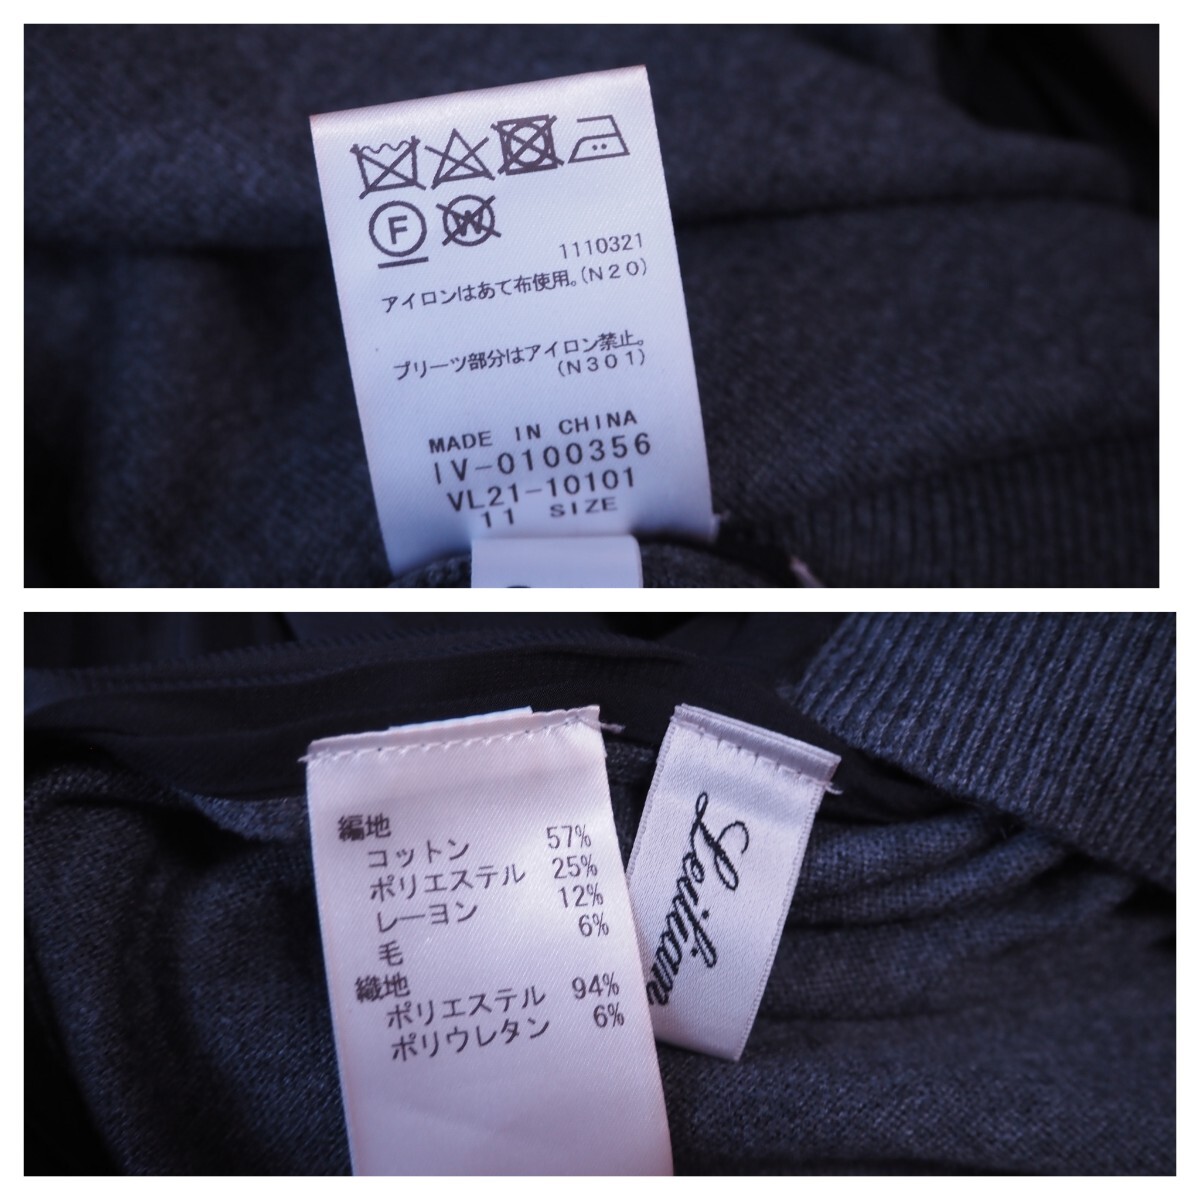 F
W
1110321
アイロンはあて布使用。(N20)
プリーツ部分はアイロン禁止。
(N301)
MADE IN CHINA
IV-0100356
VL21-10101
11 SIZE
編地
コットン 57%
ポリエステル 25%
レーヨン 12%
毛 6%
織地
ポリエステル 94%
ポリウレタン 6%
Leilian